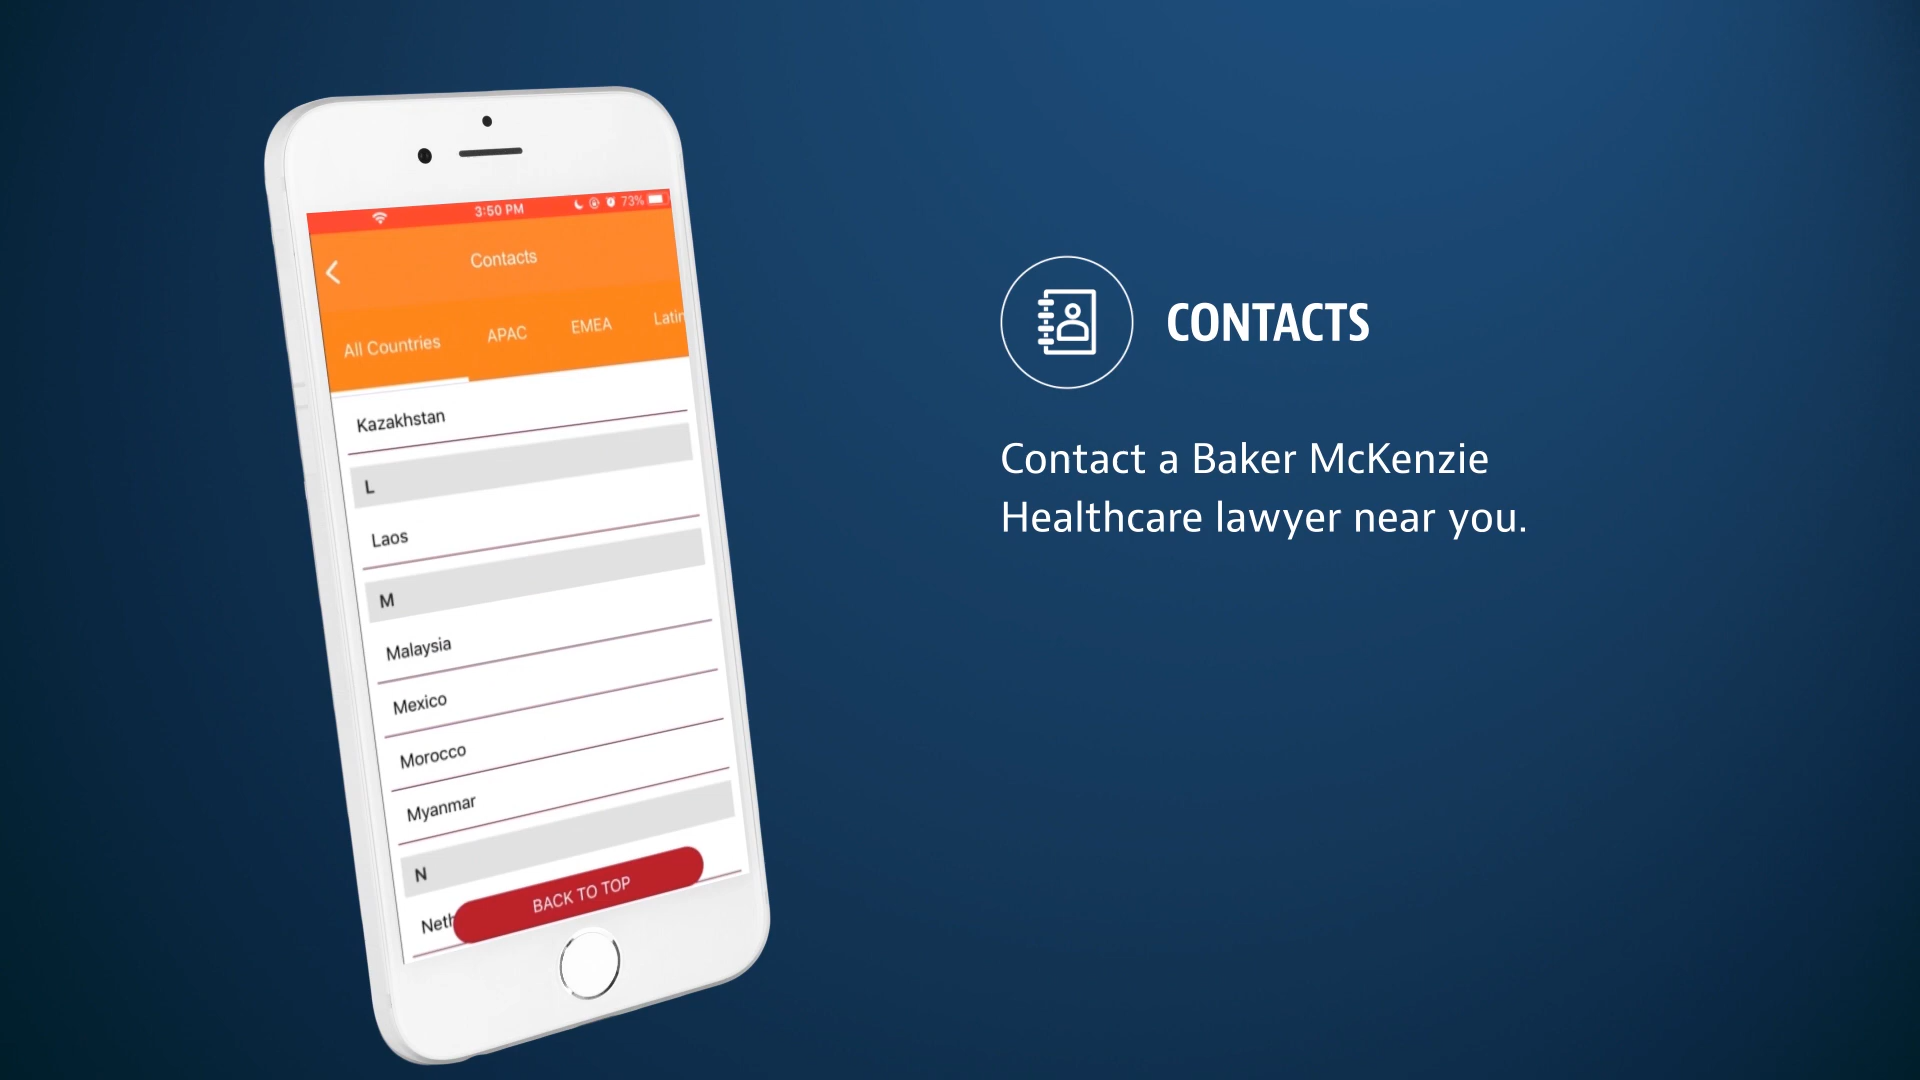 3:50 PM
73%
Contacts
All Countries
APAC
EMEA
Kazakhstan
L
Laos
M
Malaysia
Mexico
Morocco
Myanmar
N
BACK TO TOP
CONTACTS
Contact a Baker McKenzie
Healthcare lawyer near you.